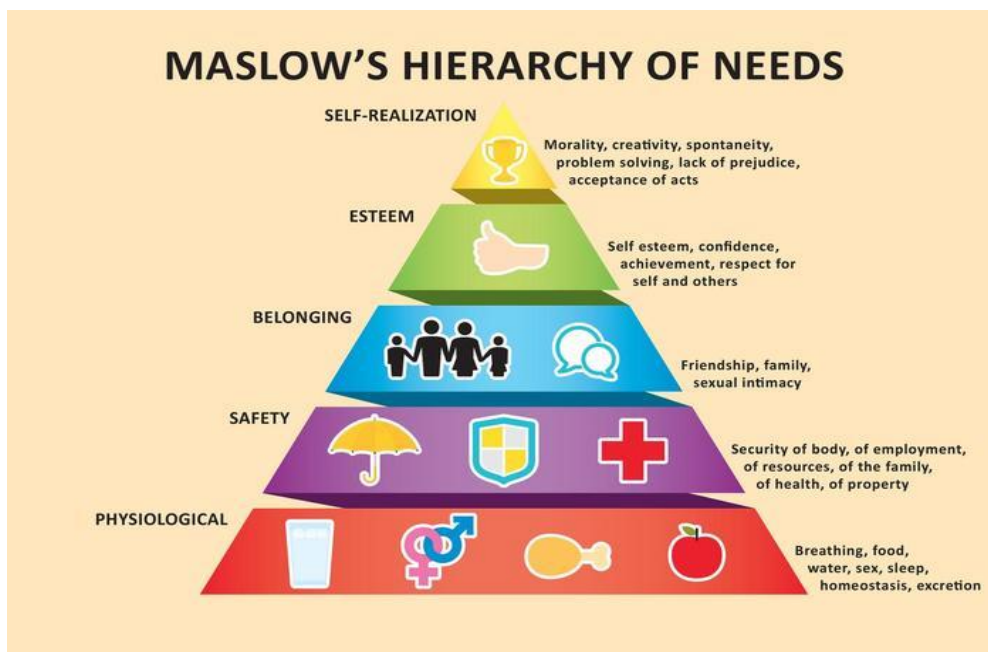 MASLOW'S HIERARCHY OF NEEDS
SELF-REALIZATION
Morality, creativity, spontaneity,
problem solving, lack of prejudice,
acceptance of acts
ESTEEM
Self esteem, confidence,
achievement, respect for
self and others
BELONGING
Friendship, family,
sexual intimacy
SAFETY
Security of body, of employment,
of resources, of the family,
of health, of property
PHYSIOLOGICAL
Breathing, food,
water, sex, sleep,
homeostasis, excretion